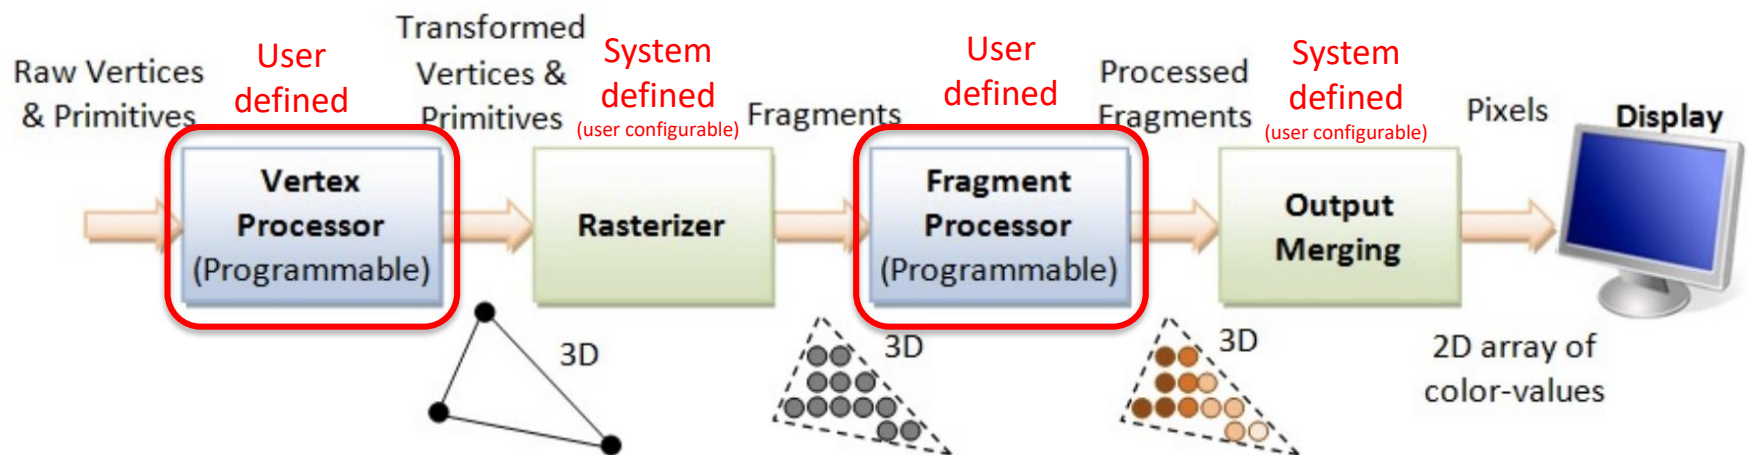 Raw Vertices
& Primitives
User
defined
Vertex
Processor
(Programmable)
Transformed
Vertices &
Primitives
3D
System
defined
(user configurable)
Rasterizer
Fragments
3D
User
defined
Fragment
Processor
(Programmable)
Processed
Fragments
3D
System
defined
(user configurable)
Output
Merging
Pixels
2D array of
color-values
Display